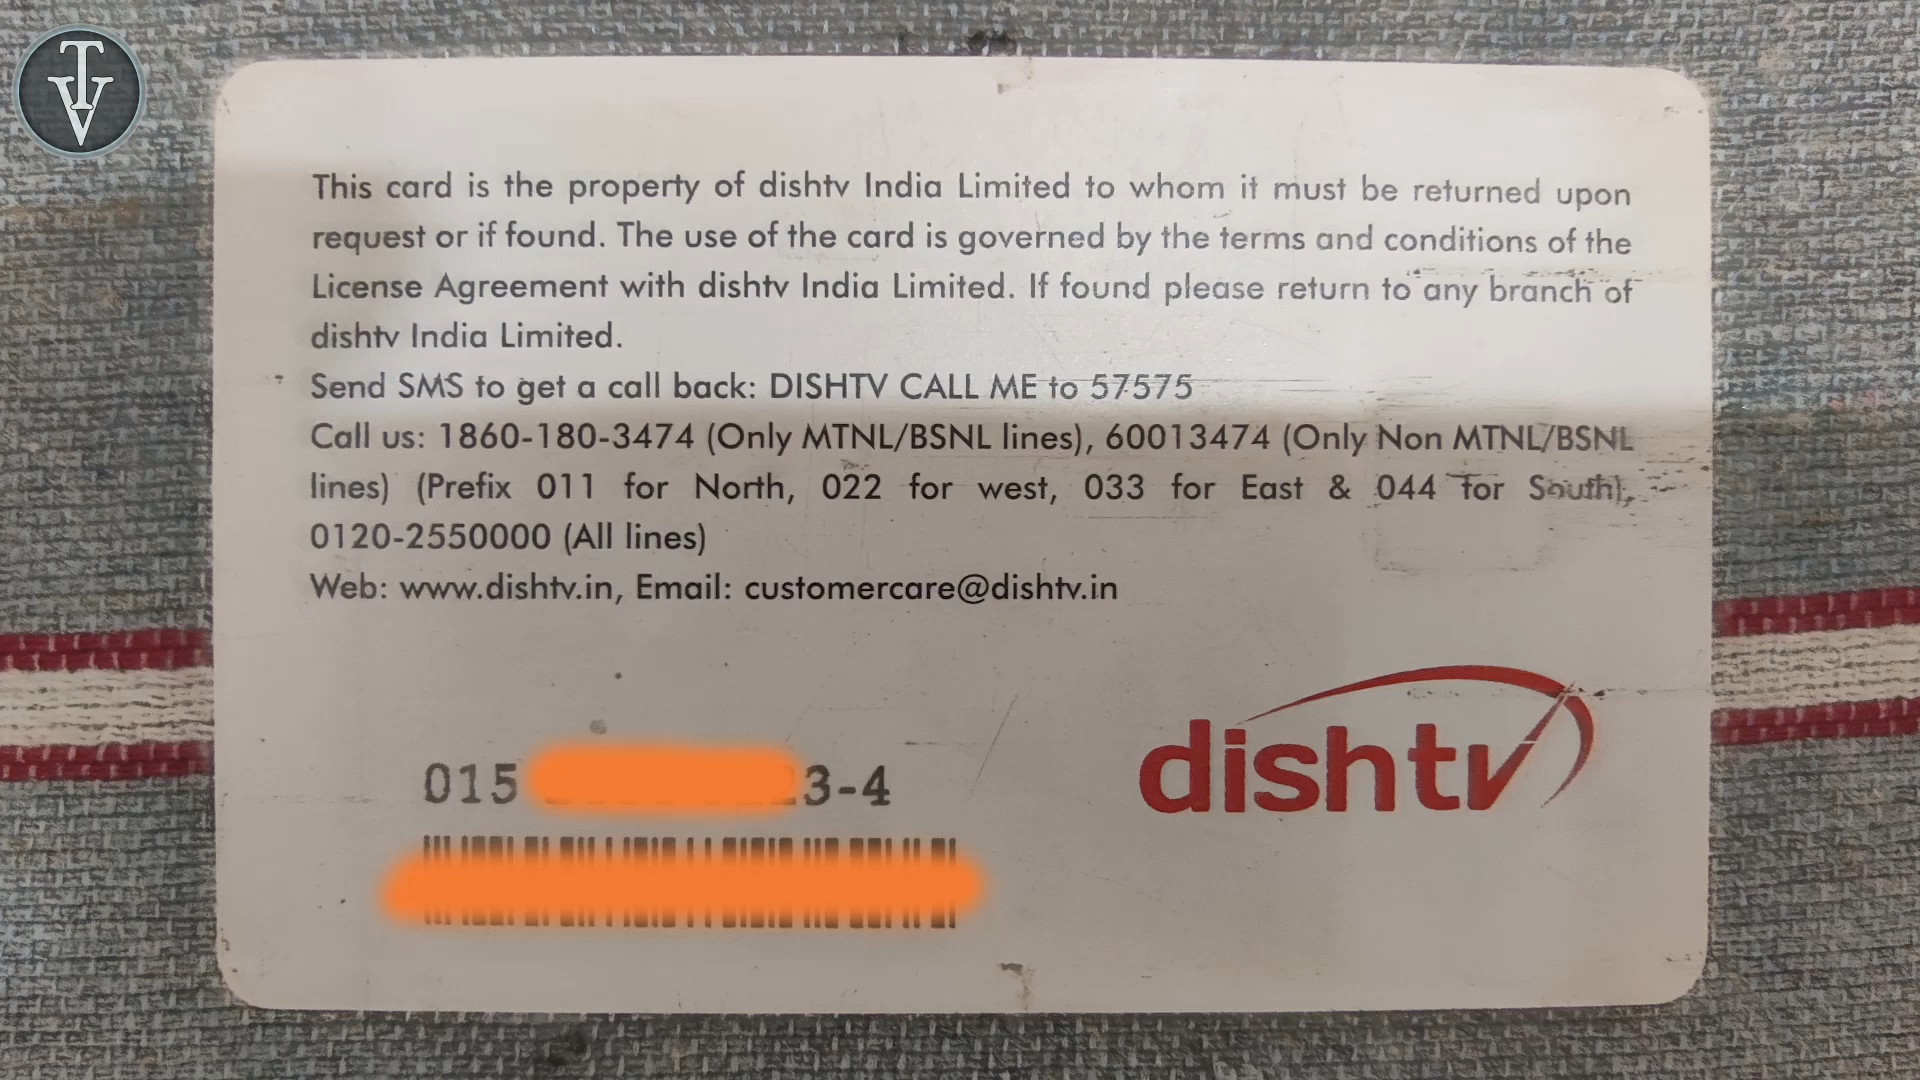 TV
This card is the property of dishtv India Limited to whom it must be returned upon
request or if found. The use of the card is governed by the terms and conditions of the
License Agreement with dishtv India Limited. If found please return to any branch of
dishtv India Limited.
Send SMS to get a call back: DISHTV CALL ME to 57575
Call us: 1860-180-3474 (Only MTNL/BSNL lines), 60013474 (Only Non MTNL/BSNL
lines) (Prefix 011 for North, 022 for west, 033 for East & 044 for South),
0120-2550000 (All lines)
Web: www.dishtv.in, Email: customercare@dishtv.in
015 3-4
dishtv